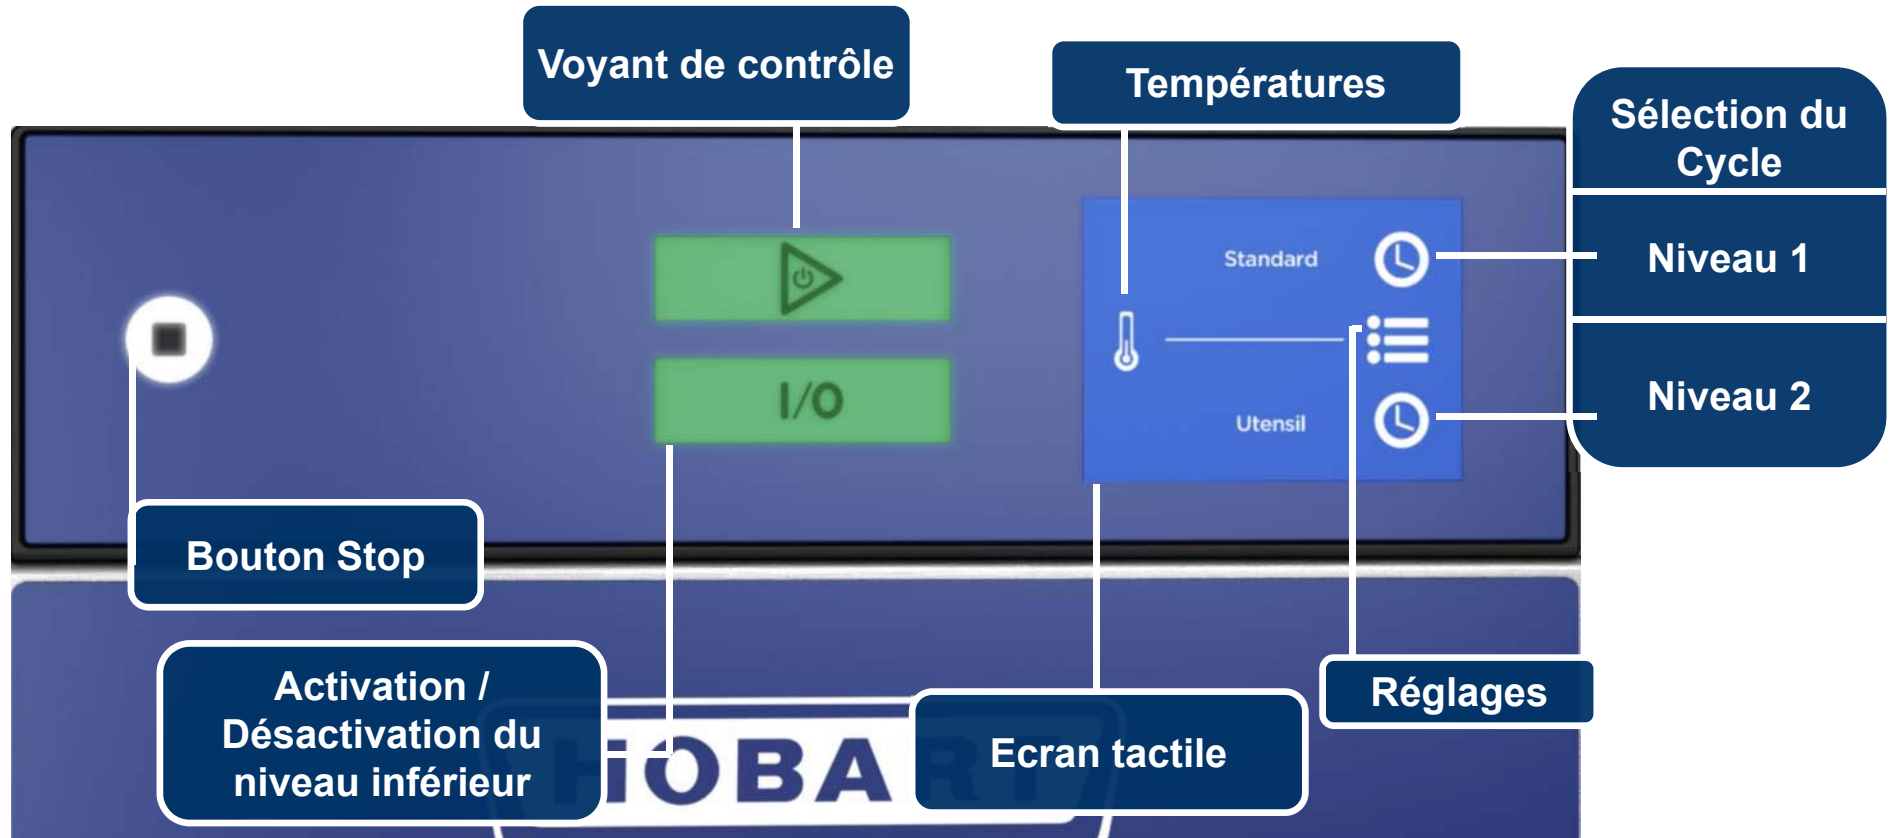 Voyant de contrôle
Températures
Sélection du
Cycle
Niveau 1
Niveau 2
Standard
I/O
Utensil
Bouton Stop
Activation /
Désactivation du
niveau inférieur
Ecran tactile
Réglages
HOBART